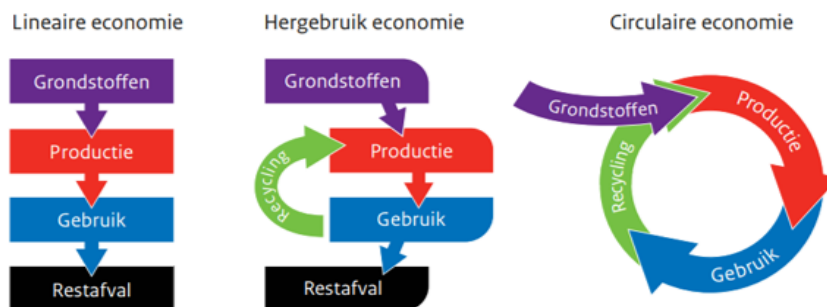 Lineaire economie
Grondstoffen
Productie
Gebruik
Restafval
Hergebruik economie
Grondstoffen
Productie
Recycling
Gebruik
Restafval
Circulaire economie
Grondstoffen
Productie
Recycling
Gebruik